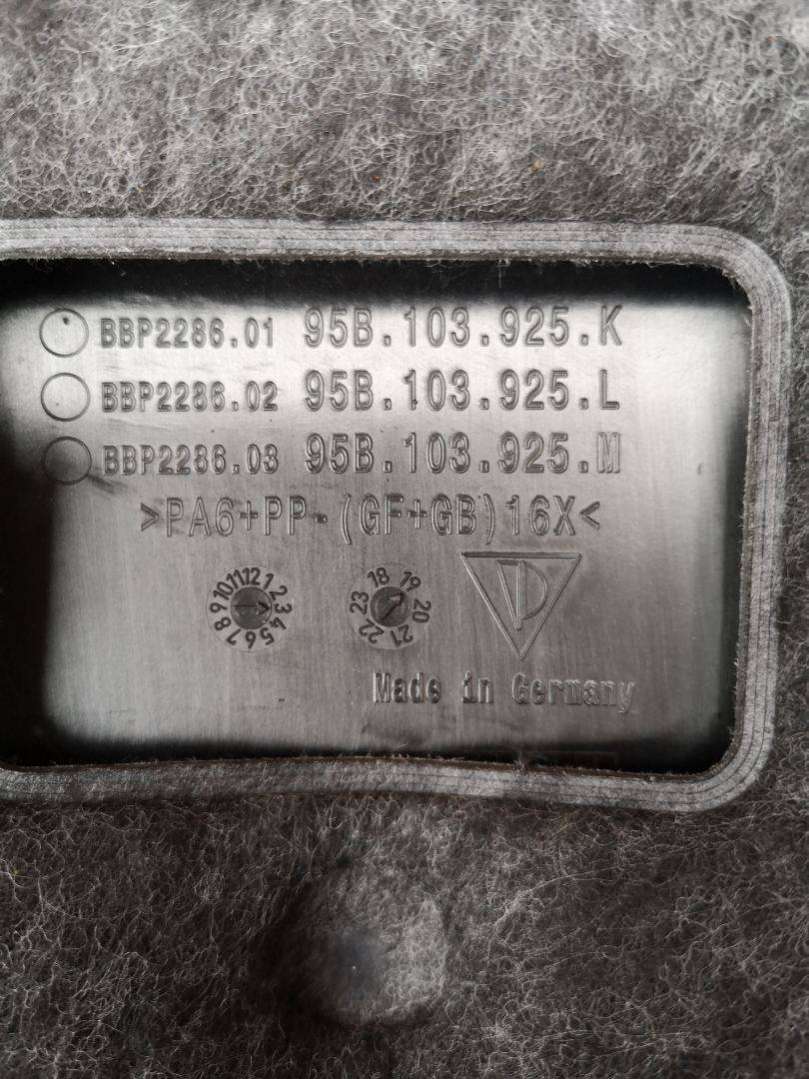 BBP2286.01 95B.103.925.K
BBP2286.02 95B.103.925.L
BBP2286.03 95B.103.925.M
>PA6+PP-(GF+GB)16X<
1 2 3 4 5 6 7 8 9 10 11 12
18 19 20 21 22 23
Made in Germany